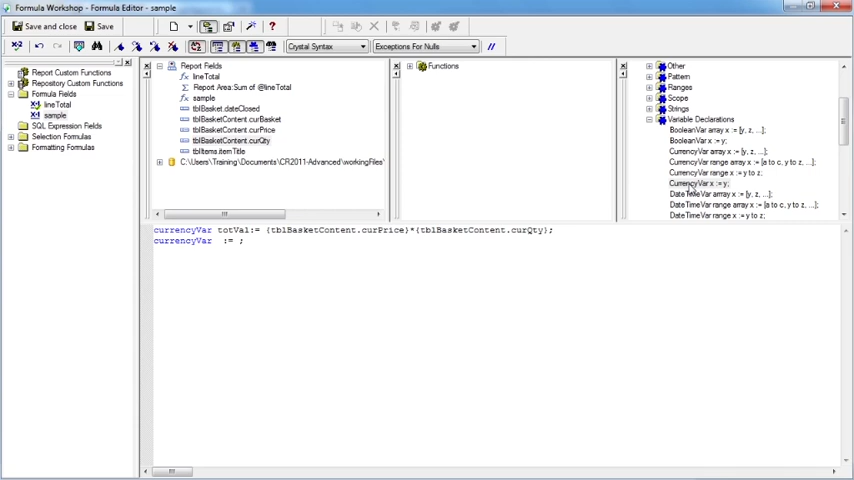 Formula Workshop - Formula Editor - sample
Save and close
Save
Crystal Syntax
Exceptions For Nulls
//
Report Custom Functions
Repository Custom Functions
Formula Fields
lineTotal
sample
SQL Expression Fields
Selection Formulas
Formatting Formulas
Report Fields
lineTotal
Report Area:Sum of @lineTotal
sample
tblBasket.dateClosed
tblBasketContent.curBasket
tblBasketContent.curPrice
tblBasketContent.curQty
tblItems.itemTitle
C:\Users\Training\Documents\CR2011-Advanced\workingFiles\
Functions
Other
Pattern
Ranges
Scope
Strings
Variable Declarations
BooleanVar array x := [y, z, ...];
BooleanVar x := y;
CurrencyVar array x := [y, z, ...];
CurrencyVar range array x := [a to c, y to z, ...];
CurrencyVar range x := y to z;
CurrencyVar x := y;
DateTimeVar array x := [y, z, ...];
DateTimeVar range array x := [a to c, y to z, ...];
DateTimeVar range x := y to z;
currencyVar totVal:= {tblBasketContent.curPrice}*{tblBasketContent.curQty};
currencyVar  := ;